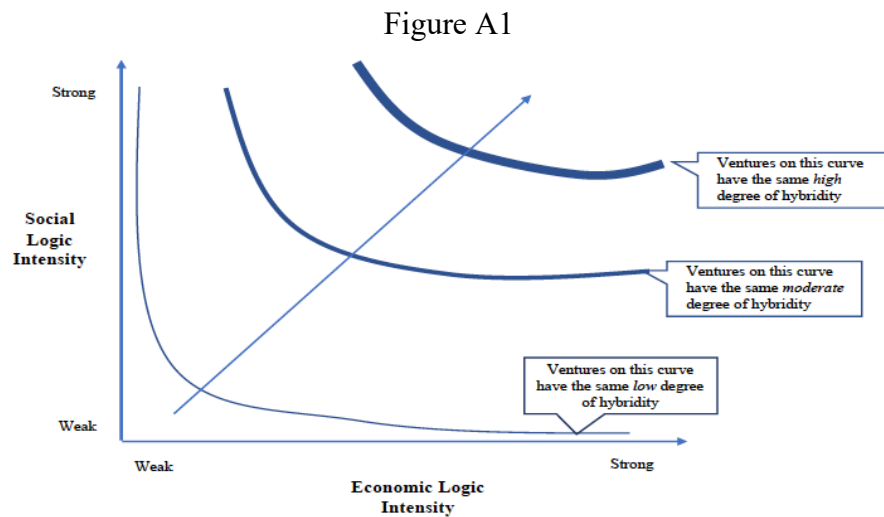 Figure A1
Strong
Ventures on this curve
have the same high
degree of hybridity
Social
Logic
Intensity
Ventures on this curve
have the same moderate
degree of hybridity
Ventures on this curve
have the same low degree
of hybridity
Weak
Weak
Strong
Economic Logic
Intensity